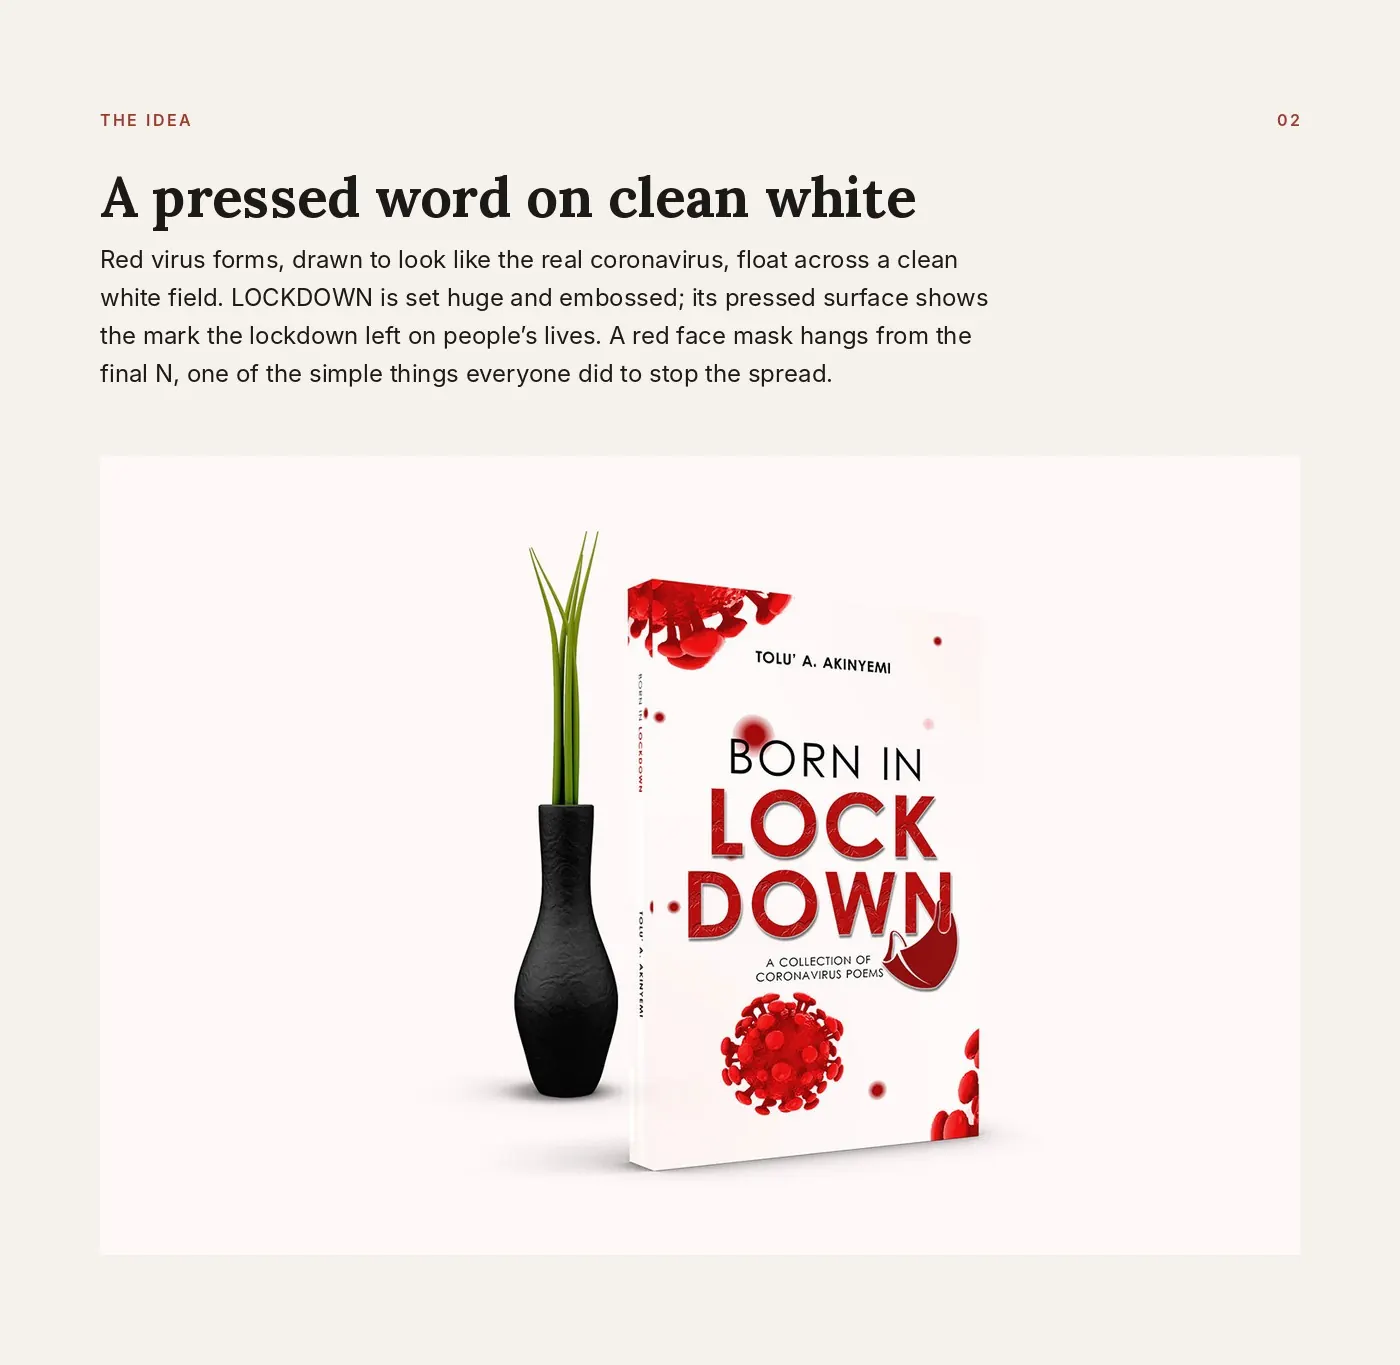 THE IDEA
02
A pressed word on clean white
Red virus forms, drawn to look like the real coronavirus, float across a clean
white field. LOCKDOWN is set huge and embossed; its pressed surface shows
the mark the lockdown left on people’s lives. A red face mask hangs from the
final N, one of the simple things everyone did to stop the spread.
BORN IN LOCKDOWN
TOLU' A. AKINYEMI
TOLU' A. AKINYEMI
BORN IN
LOCK
DOWN
A COLLECTION OF
CORONAVIRUS POEMS